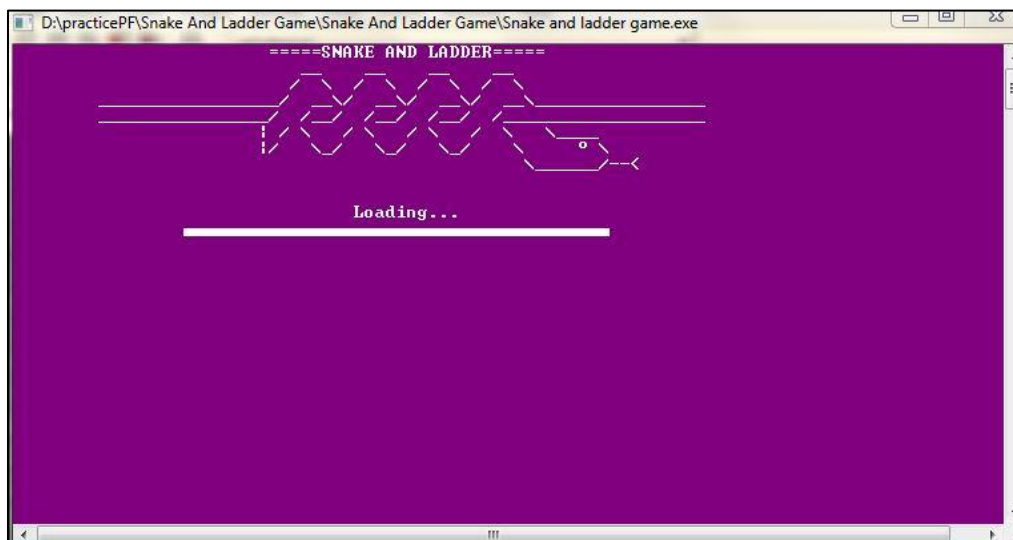 D:\practicePF\Snake And Ladder Game\Snake And Ladder Game\Snake and ladder game.exe
=====SNAKE AND LADDER=====
Loading...